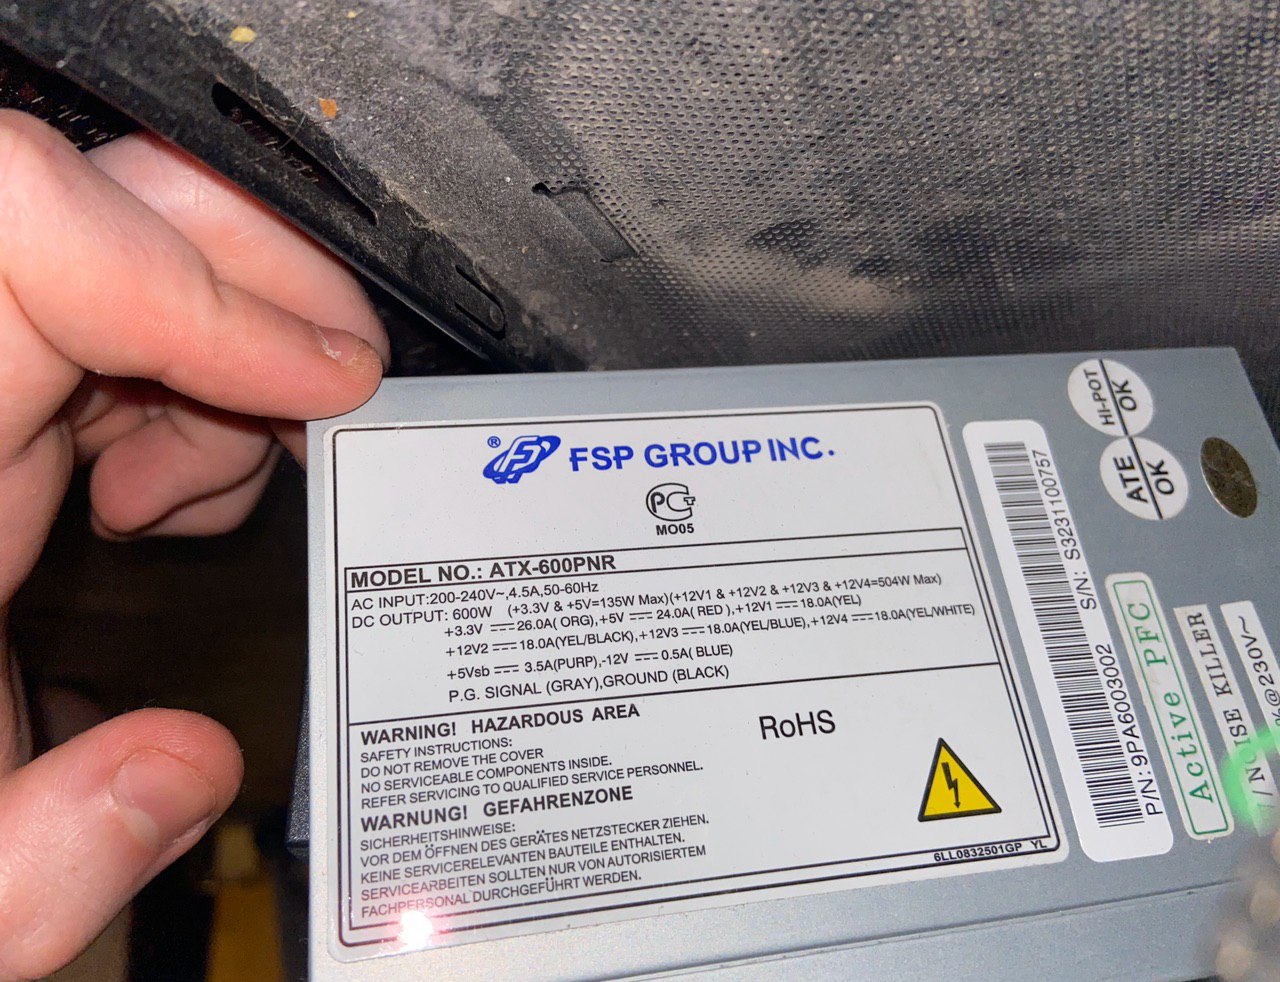 ® FSP GROUP INC.
PCT
MO05
MODEL NO.: ATX-600PNR
AC INPUT:200-240V~,4.5A,50-60Hz
DC OUTPUT: 600W (+3.3V & +5V=135W Max)(+12V1 & +12V2 & +12V3 & +12V4=504W Max)
+3.3V ⎓26.0A( ORG),+5V ⎓ 24.0A( RED ),+12V1 ⎓ 18.0A(YEL)
+12V2 ⎓18.0A(YEL/BLACK),+12V3 ⎓18.0A(YEL/BLUE),+12V4 ⎓18.0A(YEL/WHITE)
+5Vsb ⎓ 3.5A(PURP),-12V ⎓0.5A( BLUE)
P.G. SIGNAL (GRAY),GROUND (BLACK)
WARNING! HAZARDOUS AREA
SAFETY INSTRUCTIONS:
DO NOT REMOVE THE COVER
NO SERVICEABLE COMPONENTS INSIDE.
REFER SERVICING TO QUALIFIED SERVICE PERSONNEL.
WARNUNG! GEFAHRENZONE
SICHERHEITSHINWEISE:
VOR DEM ÖFFNEN DES GERÄTES NETZSTECKER ZIEHEN.
KEINE SERVICERELEVANTEN BAUTEILE ENTHALTEN.
SERVICEARBEITEN SOLLTEN NUR VON AUTORISIERTEM
FACHPERSONAL DURCHGEFÜHRT WERDEN.
RoHS
6LL0832501GP YL
P/N: 9PA6003002 S/N: S3231100757
HI-POT
OK
ATE
OK
Active PFC
NOISE KILLER
@230V~